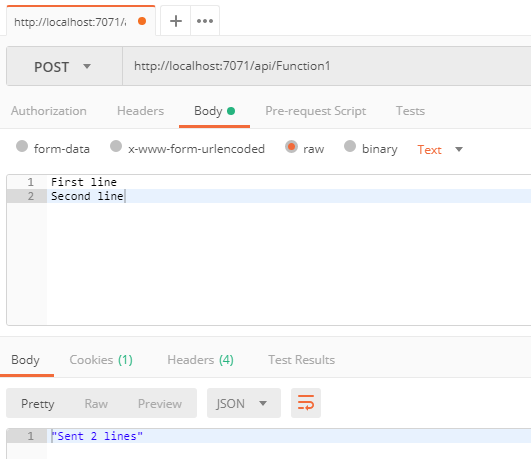 http://localhost:7071/a
POST http://localhost:7071/api/Function1
Authorization Headers Body Pre-request Script Tests
form-data x-www-form-urlencoded raw binary Text
1 First line
2 Second line
Body Cookies (1) Headers (4) Test Results
Pretty Raw Preview JSON
1 "Sent 2 lines"